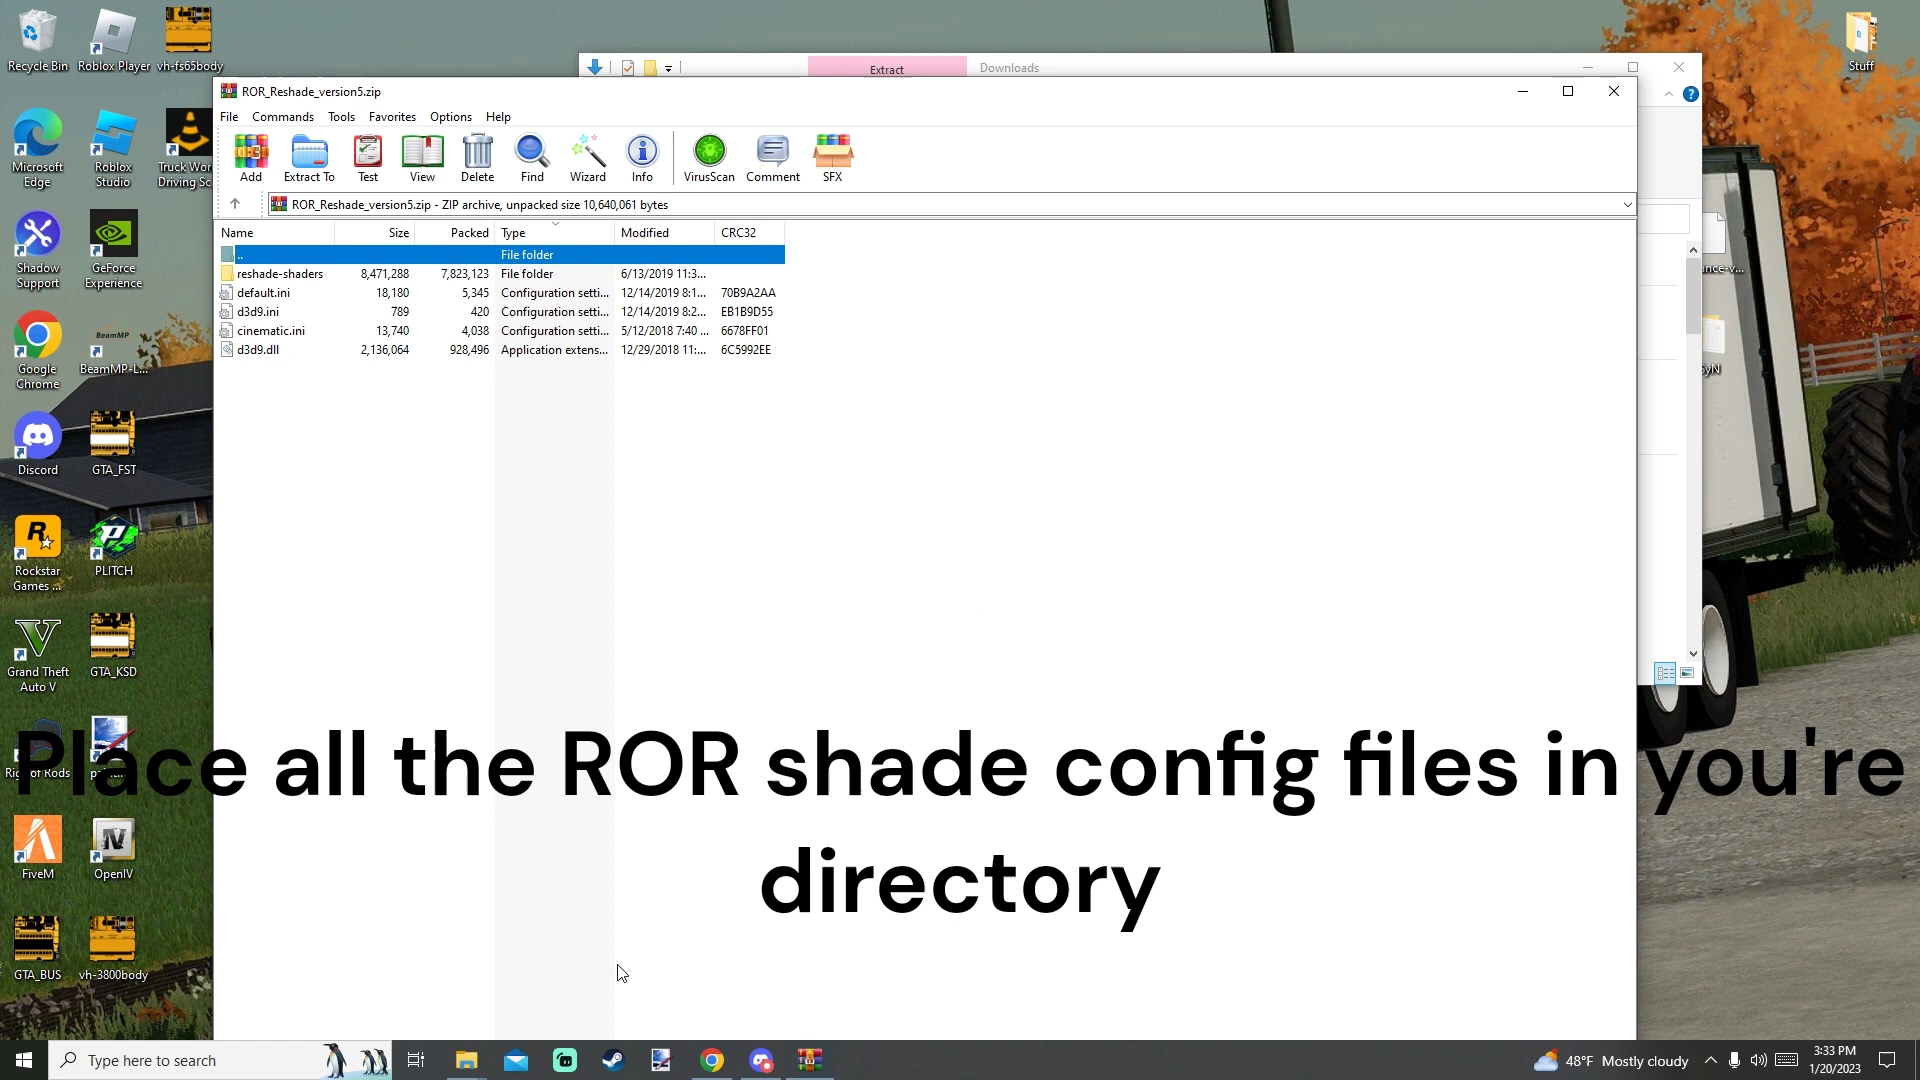 Recycle Bin
Roblox Player
vh-fs65body
Stuff
Microsoft
Edge
Roblox
Studio
Truck Wor
Driving Sc
Shadow
Support
GeForce
Experience
Google
Chrome
BeamMP
BeamMP-L...
Discord
GTA_FST
Rockstar
Games ...
PLITCH
Grand Theft
Auto V
GTA_KSD
of Rods
FiveM
OpenIV
GTA_BUS
vh-3800body
Extract
Downloads
ROR_Reshade_version5.zip
File Commands Tools Favorites Options Help
Add Extract To Test View Delete Find Wizard Info VirusScan Comment SFX
ROR_Reshade_version5.zip - ZIP archive, unpacked size 10,640,061 bytes
Name Size Packed Type Modified CRC32
.. File folder
reshade-shaders 8,471,288 7,823,123 File folder 6/13/2019 11:3...
default.ini 18,180 5,345 Configuration setti... 12/14/2019 8:1... 70B9A2AA
d3d9.ini 789 420 Configuration setti... 12/14/2019 8:2... EB1B9D55
cinematic.ini 13,740 4,038 Configuration setti... 5/12/2018 7:40 ... 6678FF01
d3d9.dll 2,136,064 928,496 Application extens... 12/29/2018 11:... 6C5992EE
ance-v...
SyN
Place all the ROR shade config files in you're
directory
Type here to search
48°F Mostly cloudy
3:33 PM
1/20/2023